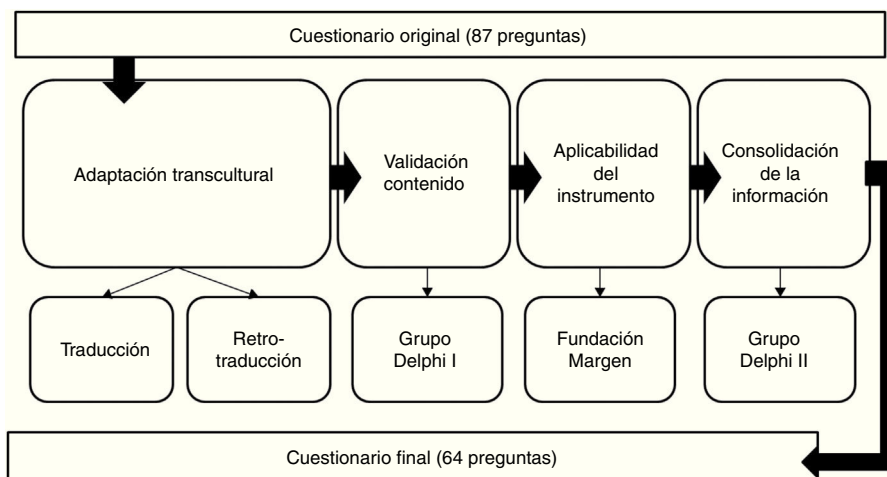 Cuestionario original (87 preguntas)
Adaptación transcultural
Validación
contenido
Aplicabilidad
del
instrumento
Consolidación
de la
información
Traducción
Retro-
traducción
Grupo
Delphi I
Fundación
Margen
Grupo
Delphi II
Cuestionario final (64 preguntas)